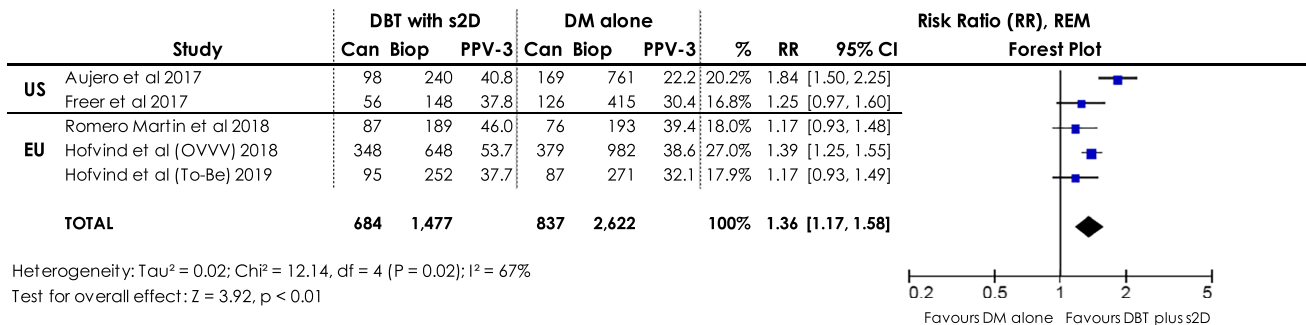 DBT with s2D DM alone Risk Ratio (RR), REM
Study Can Biop PPV-3 Can Biop PPV-3 % RR 95% CI Forest Plot
US
Aujero et al 2017 98 240 40.8 169 761 22.2 20.2% 1.84 [1.50, 2.25]
Freer et al 2017 56 148 37.8 126 415 30.4 16.8% 1.25 [0.97, 1.60]
Romero Martin et al 2018 87 189 46.0 76 193 39.4 18.0% 1.17 [0.93, 1.48]
EU Hofvind et al (OVVV) 2018 348 648 53.7 379 982 38.6 27.0% 1.39 [1.25, 1.55]
Hofvind et al (To-Be) 2019 95 252 37.7 87 271 32.1 17.9% 1.17 [0.93, 1.49]
TOTAL 684 1,477 837 2,622 100% 1.36 [1.17, 1.58]
Heterogeneity: Tau² = 0.02; Chi² = 12.14, df = 4 (P = 0.02); I² = 67%
Test for overall effect: Z = 3.92, p < 0.01
0.2 0.5 1 2 5
Favours DM alone Favours DBT plus s2D